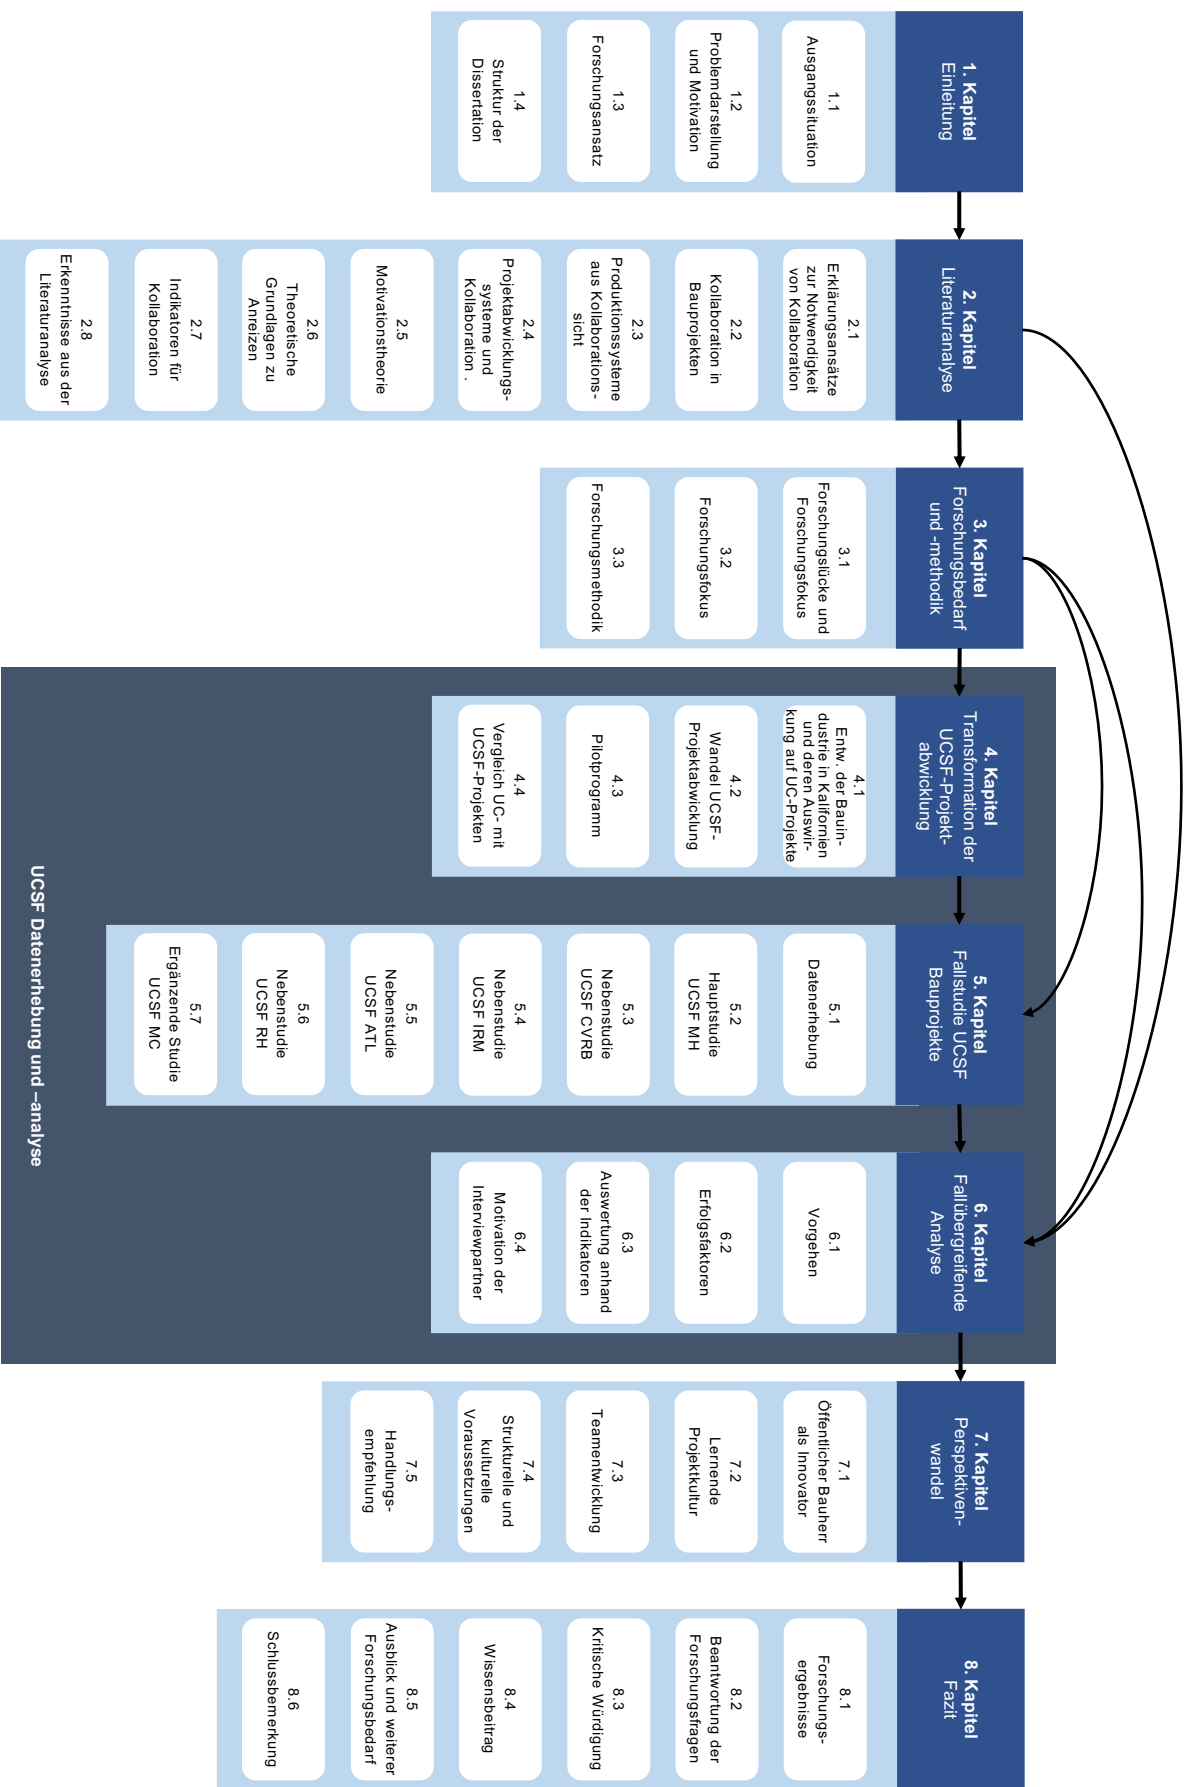 1. Kapitel
Einleitung
1.1
Ausgangssituation
1.2
Problemdarstellung
und Motivation
1.3
Forschungsansatz
1.4
Struktur der
Dissertation
2. Kapitel
Literaturanalyse
2.1
Erklärungsansätze
zur Notwendigkeit
von Kollaboration
2.2
Kollaboration in
Bauprojekten
2.3
Produktionssysteme
aus Kollaborations-
sicht
2.4
Projektabwicklungs-
systeme und
Kollaboration .
2.5
Motivationstheorie
2.6
Theoretische
Grundlagen zu
Anreizen
2.7
Indikatoren für
Kollaboration
2.8
Erkenntnisse aus der
Literaturanalyse
3. Kapitel
Forschungsbedarf
und -methodik
3.1
Forschungslücke und
Forschungsfokus
3.2
Forschungsfokus
3.3
Forschungsmethodik
4. Kapitel
Transformation der
UCSF-Projekt-
abwicklung
4.1
Entw. der Bauin-
dustrie in Kalifornien
und deren Auswir-
kung auf UC-Projekte
4.2
Wandel UCSF-
Projektabwicklung
4.3
Pilotprogramm
4.4
Vergleich UC- mit
UCSF-Projekten
5. Kapitel
Fallstudie UCSF
Bauprojekte
5.1
Datenerhebung
5.2
Hauptstudie
UCSF MH
5.3
Nebenstudie
UCSF CVRB
5.4
Nebenstudie
UCSF IRM
5.5
Nebenstudie
UCSF ATL
5.6
Nebenstudie
UCSF RH
5.7
Ergänzende Studie
UCSF MC
6. Kapitel
Fallübergreifende
Analyse
6.1
Vorgehen
6.2
Erfolgsfaktoren
6.3
Auswertung anhand
der Indikatoren
6.4
Motivation der
Interviewpartner
UCSF Datenerhebung und –analyse
7. Kapitel
Perspektiven-
wandel
7.1
Öffentlicher Bauherr
als Innovator
7.2
Lernende
Projektkultur
7.3
Teamentwicklung
7.4
Strukturelle und
kulturelle
Voraussetzungen
7.5
Handlungs-
empfehlung
8. Kapitel
Fazit
8.1
Forschungs-
ergebnisse
8.2
Beantwortung der
Forschungsfragen
8.3
Kritische Würdigung
8.4
Wissensbeitrag
8.5
Ausblick und weiterer
Forschungsbedarf
8.6
Schlussbemerkung